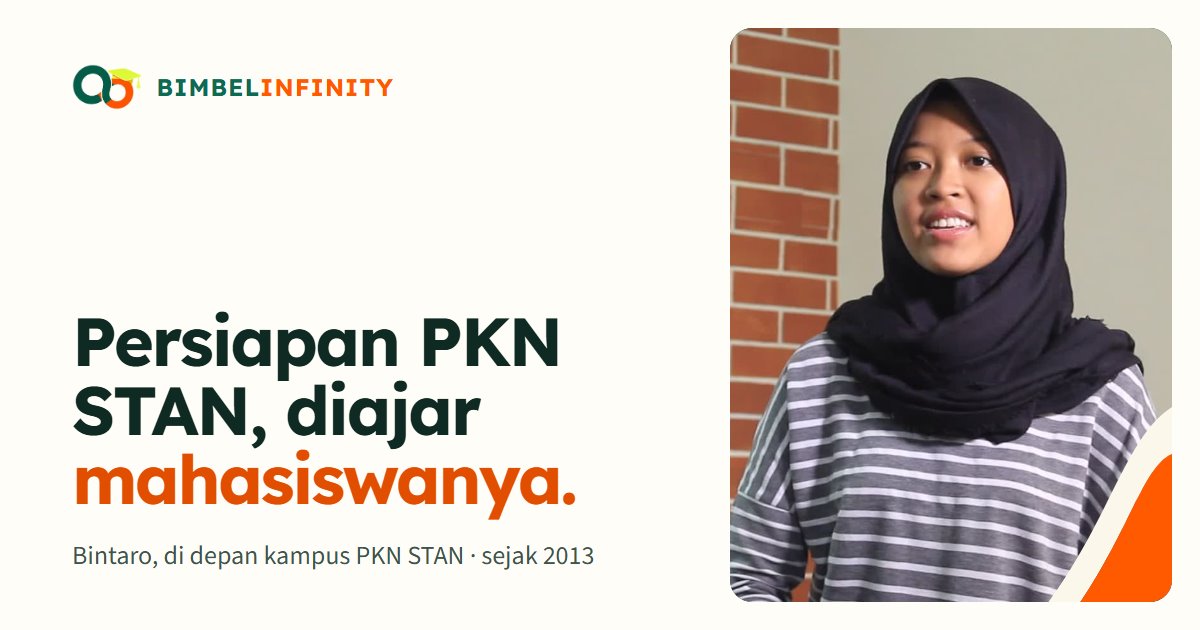 BIMBELINFINITY
Persiapan PKN
STAN, diajar
mahasiswanya.
Bintaro, di depan kampus PKN STAN · sejak 2013